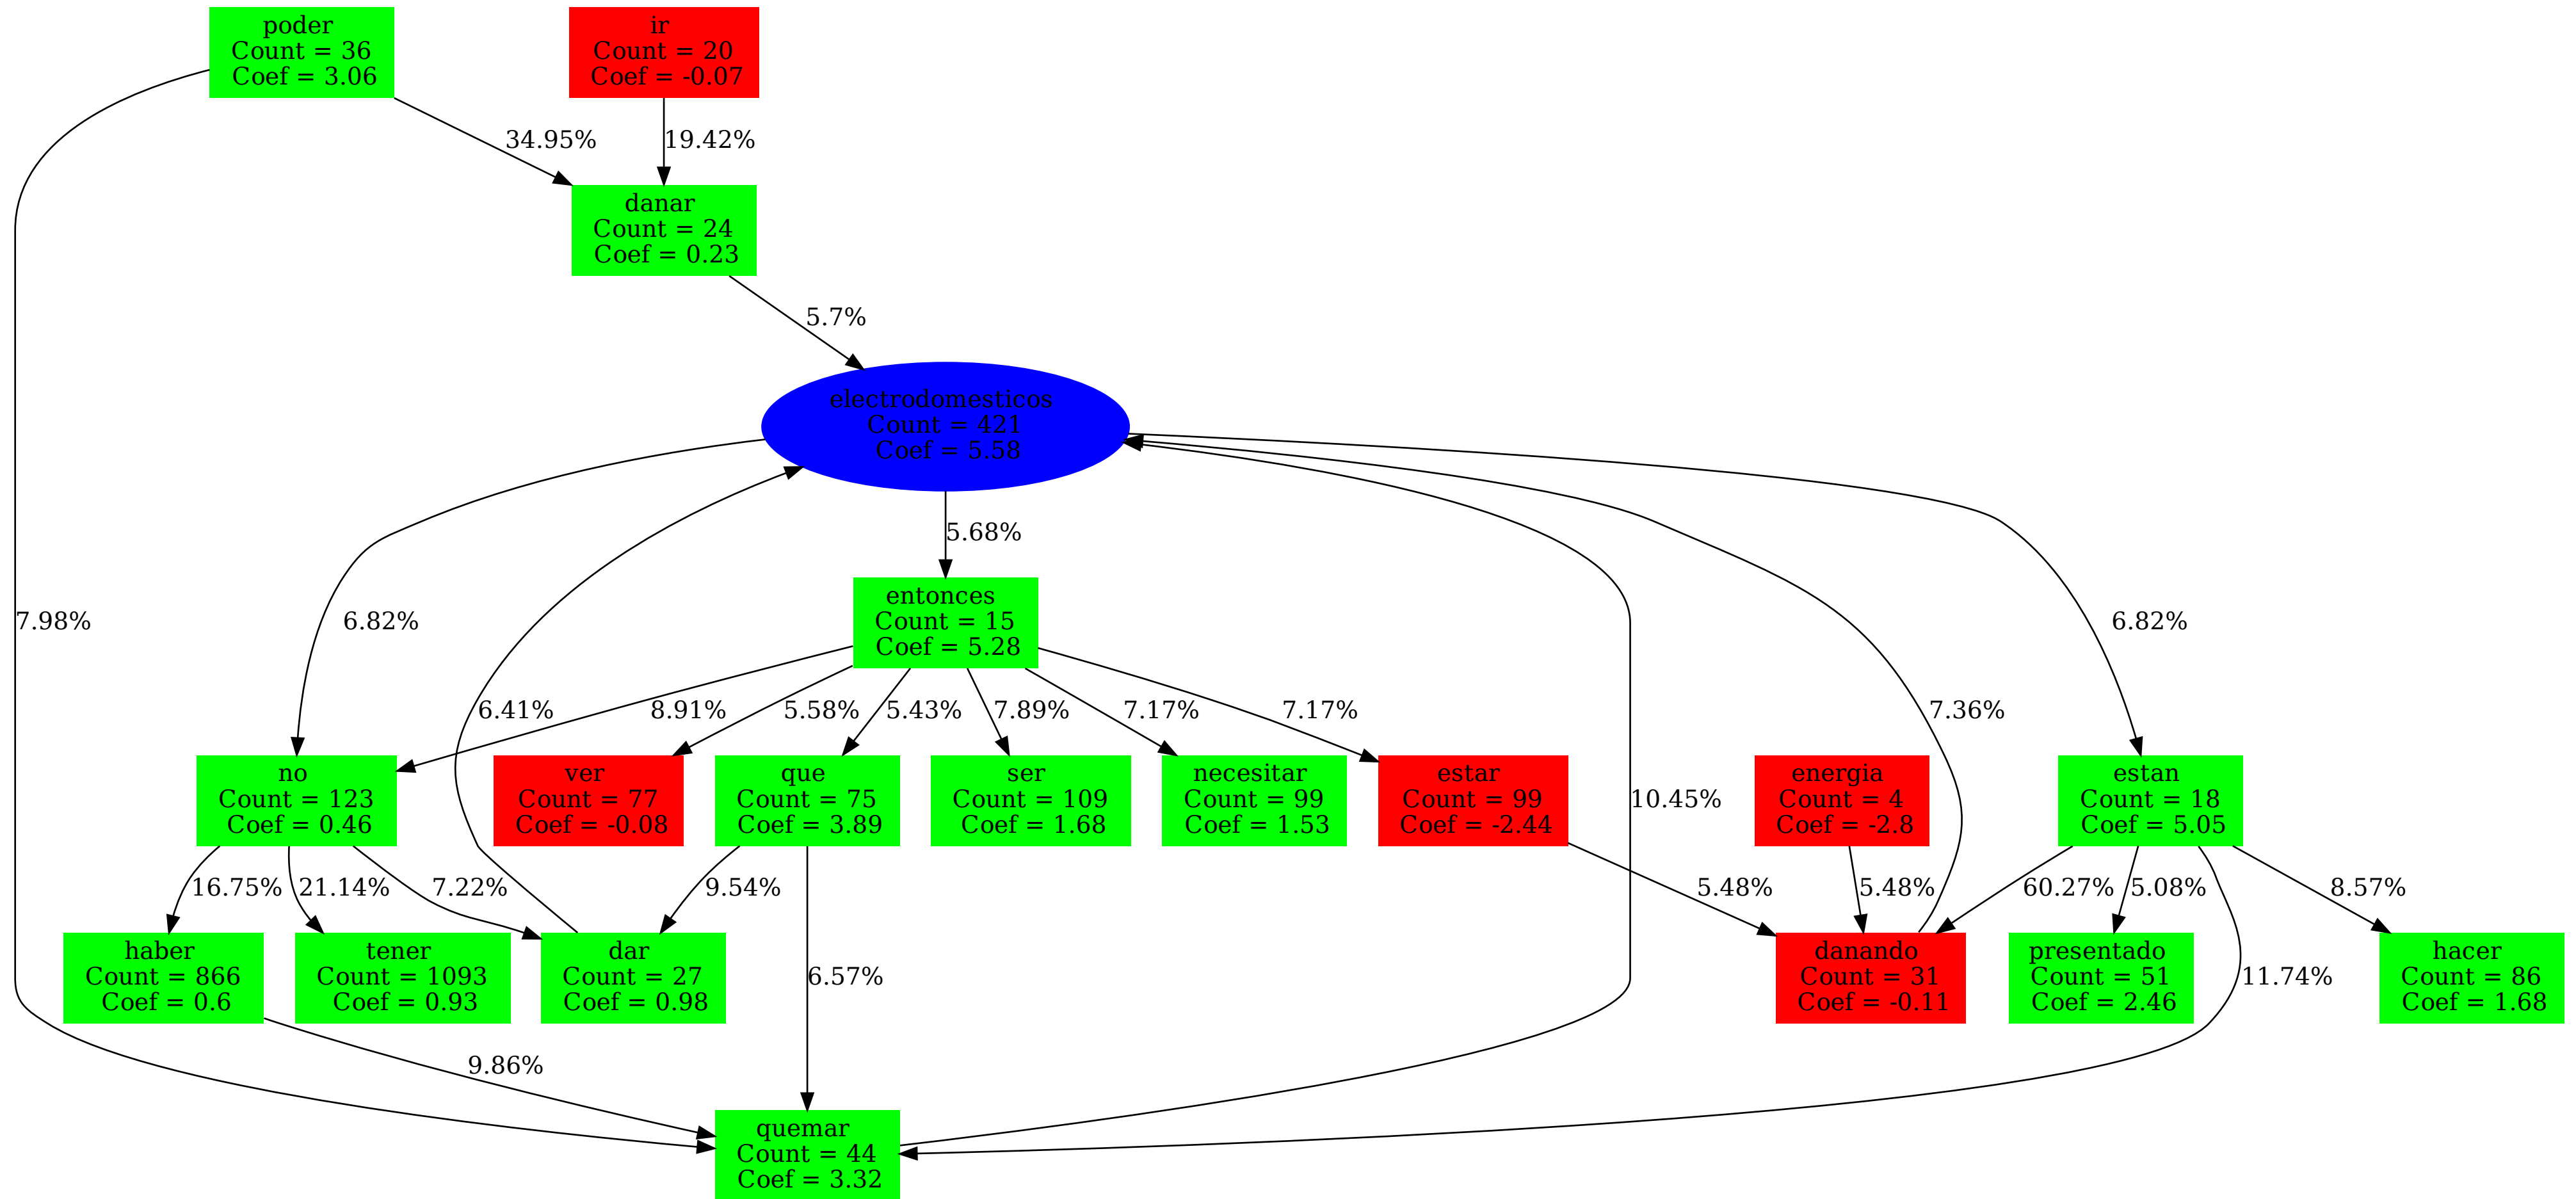 poder
Count = 36
Coef = 3.06
ir
Count = 20
Coef = -0.07
34.95%
19.42%
danar
Count = 24
Coef = 0.23
5.7%
electrodomesticos
Count = 421
Coef = 5.58
5.68%
entonces
Count = 15
Coef = 5.28
7.98%
6.82%
6.82%
6.41%
8.91%
5.58%
5.43%
7.89%
7.17%
7.17%
7.36%
no
Count = 123
Coef = 0.46
ver
Count = 77
Coef = -0.08
que
Count = 75
Coef = 3.89
ser
Count = 109
Coef = 1.68
necesitar
Count = 99
Coef = 1.53
estar
Count = 99
Coef = -2.44
10.45%
energia
Count = 4
Coef = -2.8
estan
Count = 18
Coef = 5.05
16.75%
21.14%
7.22%
9.54%
5.48%
5.48%
60.27%
5.08%
8.57%
haber
Count = 866
Coef = 0.6
tener
Count = 1093
Coef = 0.93
dar
Count = 27
Coef = 0.98
6.57%
danando
Count = 31
Coef = -0.11
presentado
Count = 51
Coef = 2.46
11.74%
hacer
Count = 86
Coef = 1.68
9.86%
quemar
Count = 44
Coef = 3.32